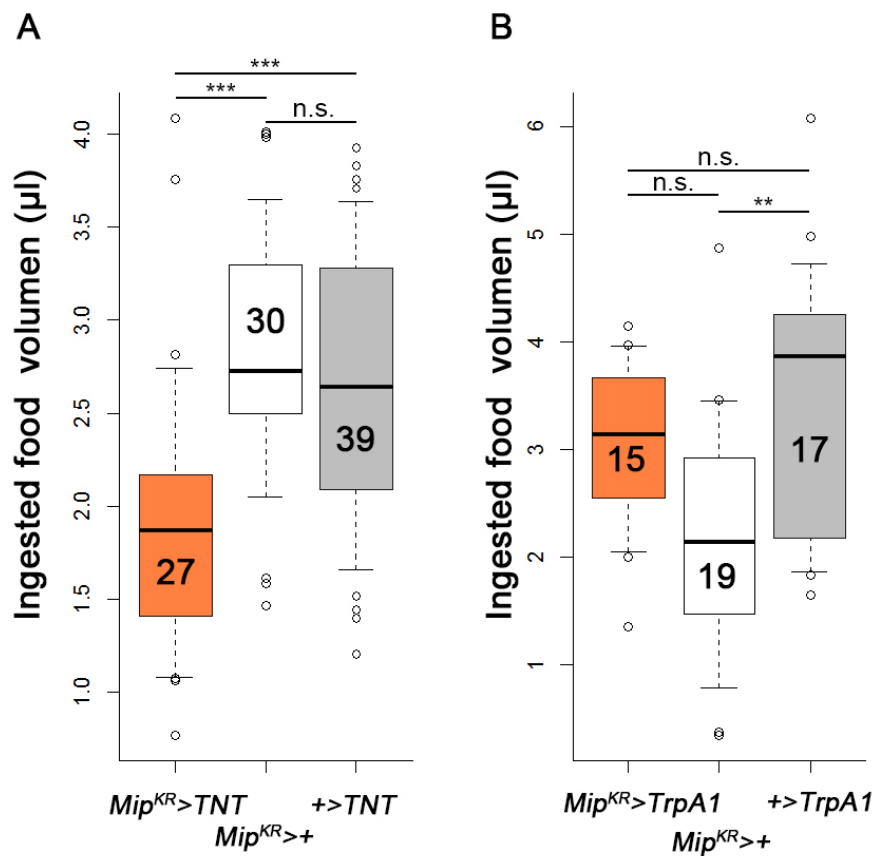 A
Ingested food volumen (µl)
4.0
3.5
3.0
2.5
2.0
1.5
1.0
***
***
n.s.
27
30
39
Mip^KR>TNT
Mip^KR>+
+>TNT
B
Ingested food volumen (µl)
6
5
4
3
2
1
n.s.
n.s.
**
15
19
17
Mip^KR>TrpA1
Mip^KR>+
+>TrpA1